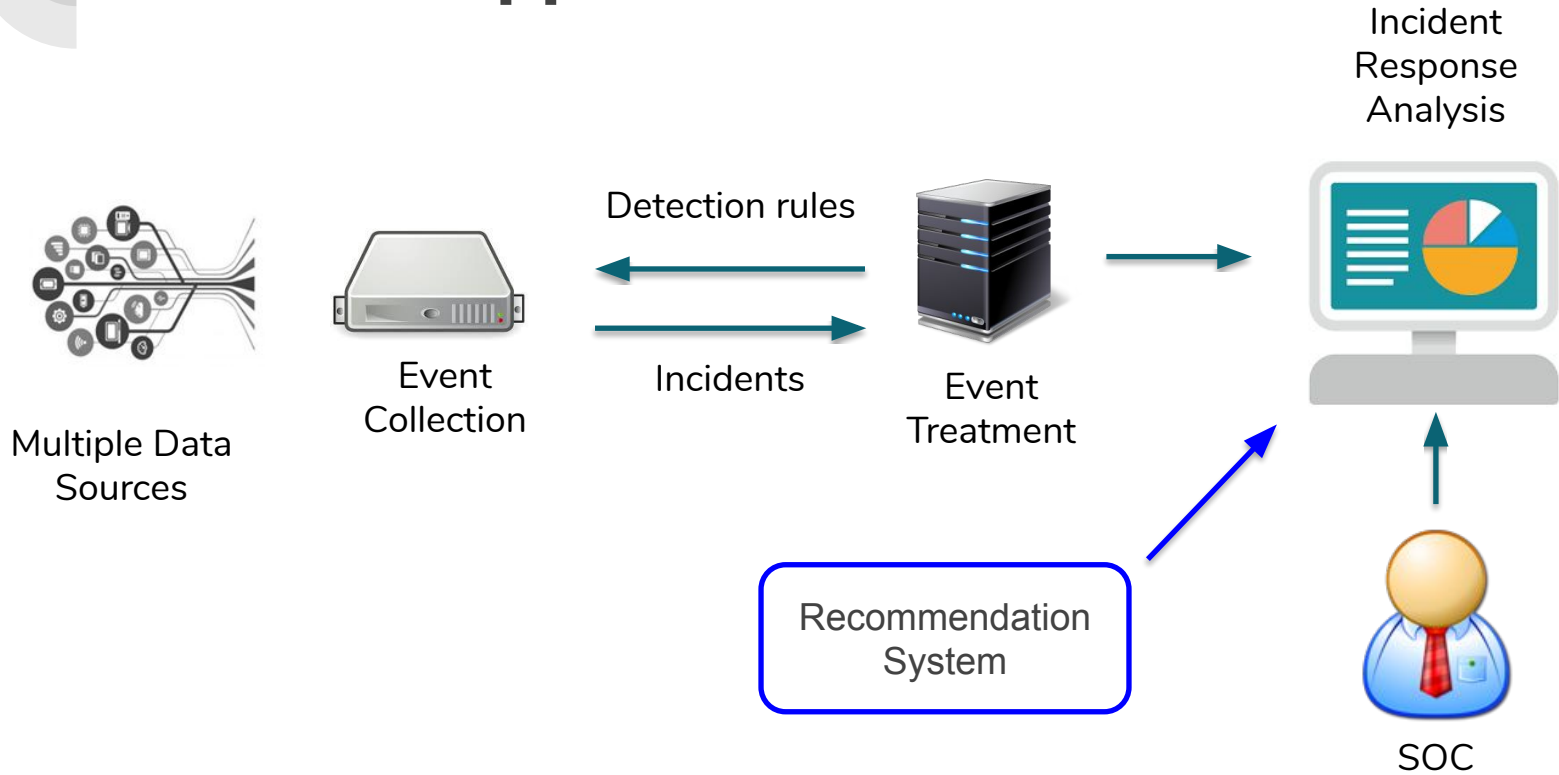 Incident
Response
Analysis
Detection rules
Event
Collection
Incidents
Event
Treatment
Multiple Data
Sources
Recommendation
System
SOC